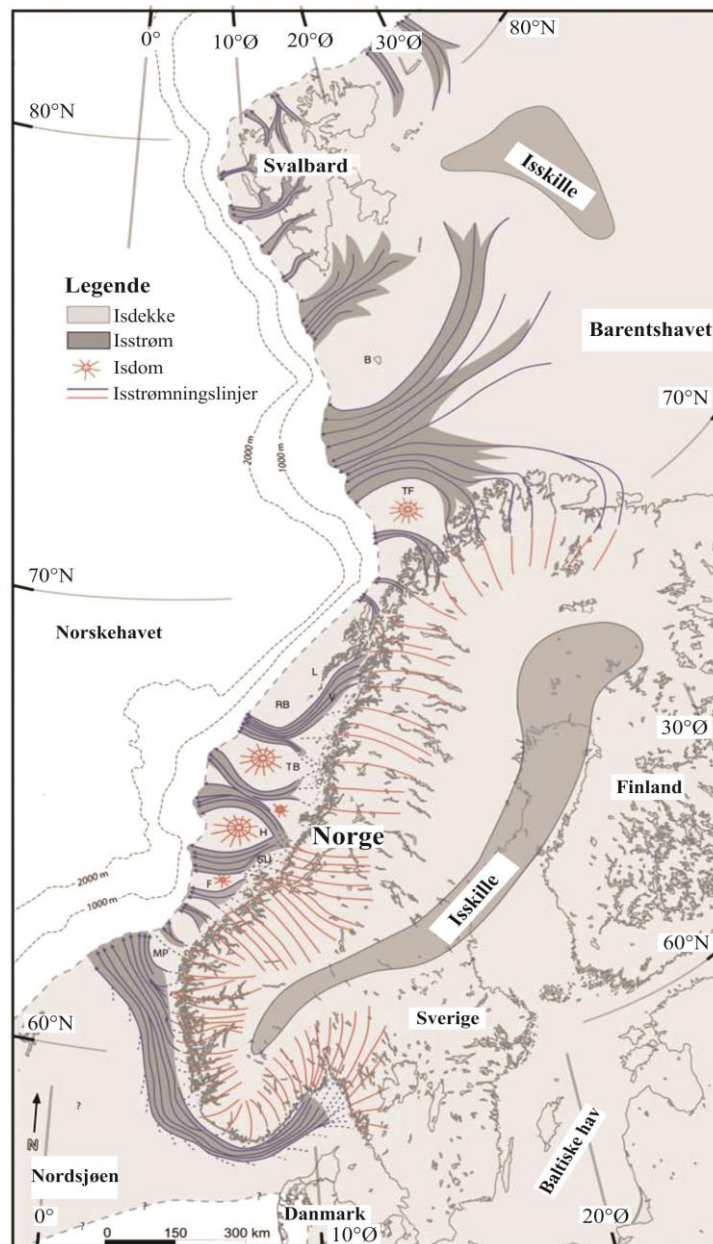 0°
10°Ø
20°Ø
30°Ø
80°N
80°N
Svalbard
Isskille
Legende
Isdekke
Isstrøm
Isdom
Isstrømningslinjer
B
Barentshavet
70°N
2000 m
1000 m
TF
70°N
Norskehavet
L
V
RB
30°Ø
TB
Finland
H
Norge
SU
2000 m
F
1000 m
Isskille
MP
60°N
60°N
Sverige
?
N
Baltiske hav
Nordsjøen
?
?
?
Danmark
0°
0 150 300 km
10°Ø
20°Ø